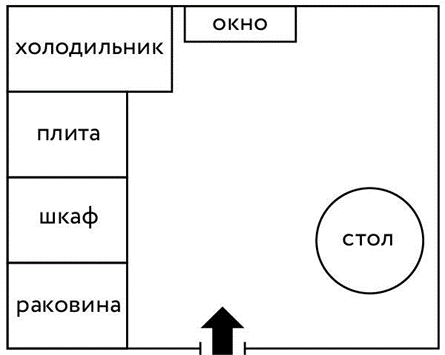 окно
холодильник
плита
шкаф
стол
раковина